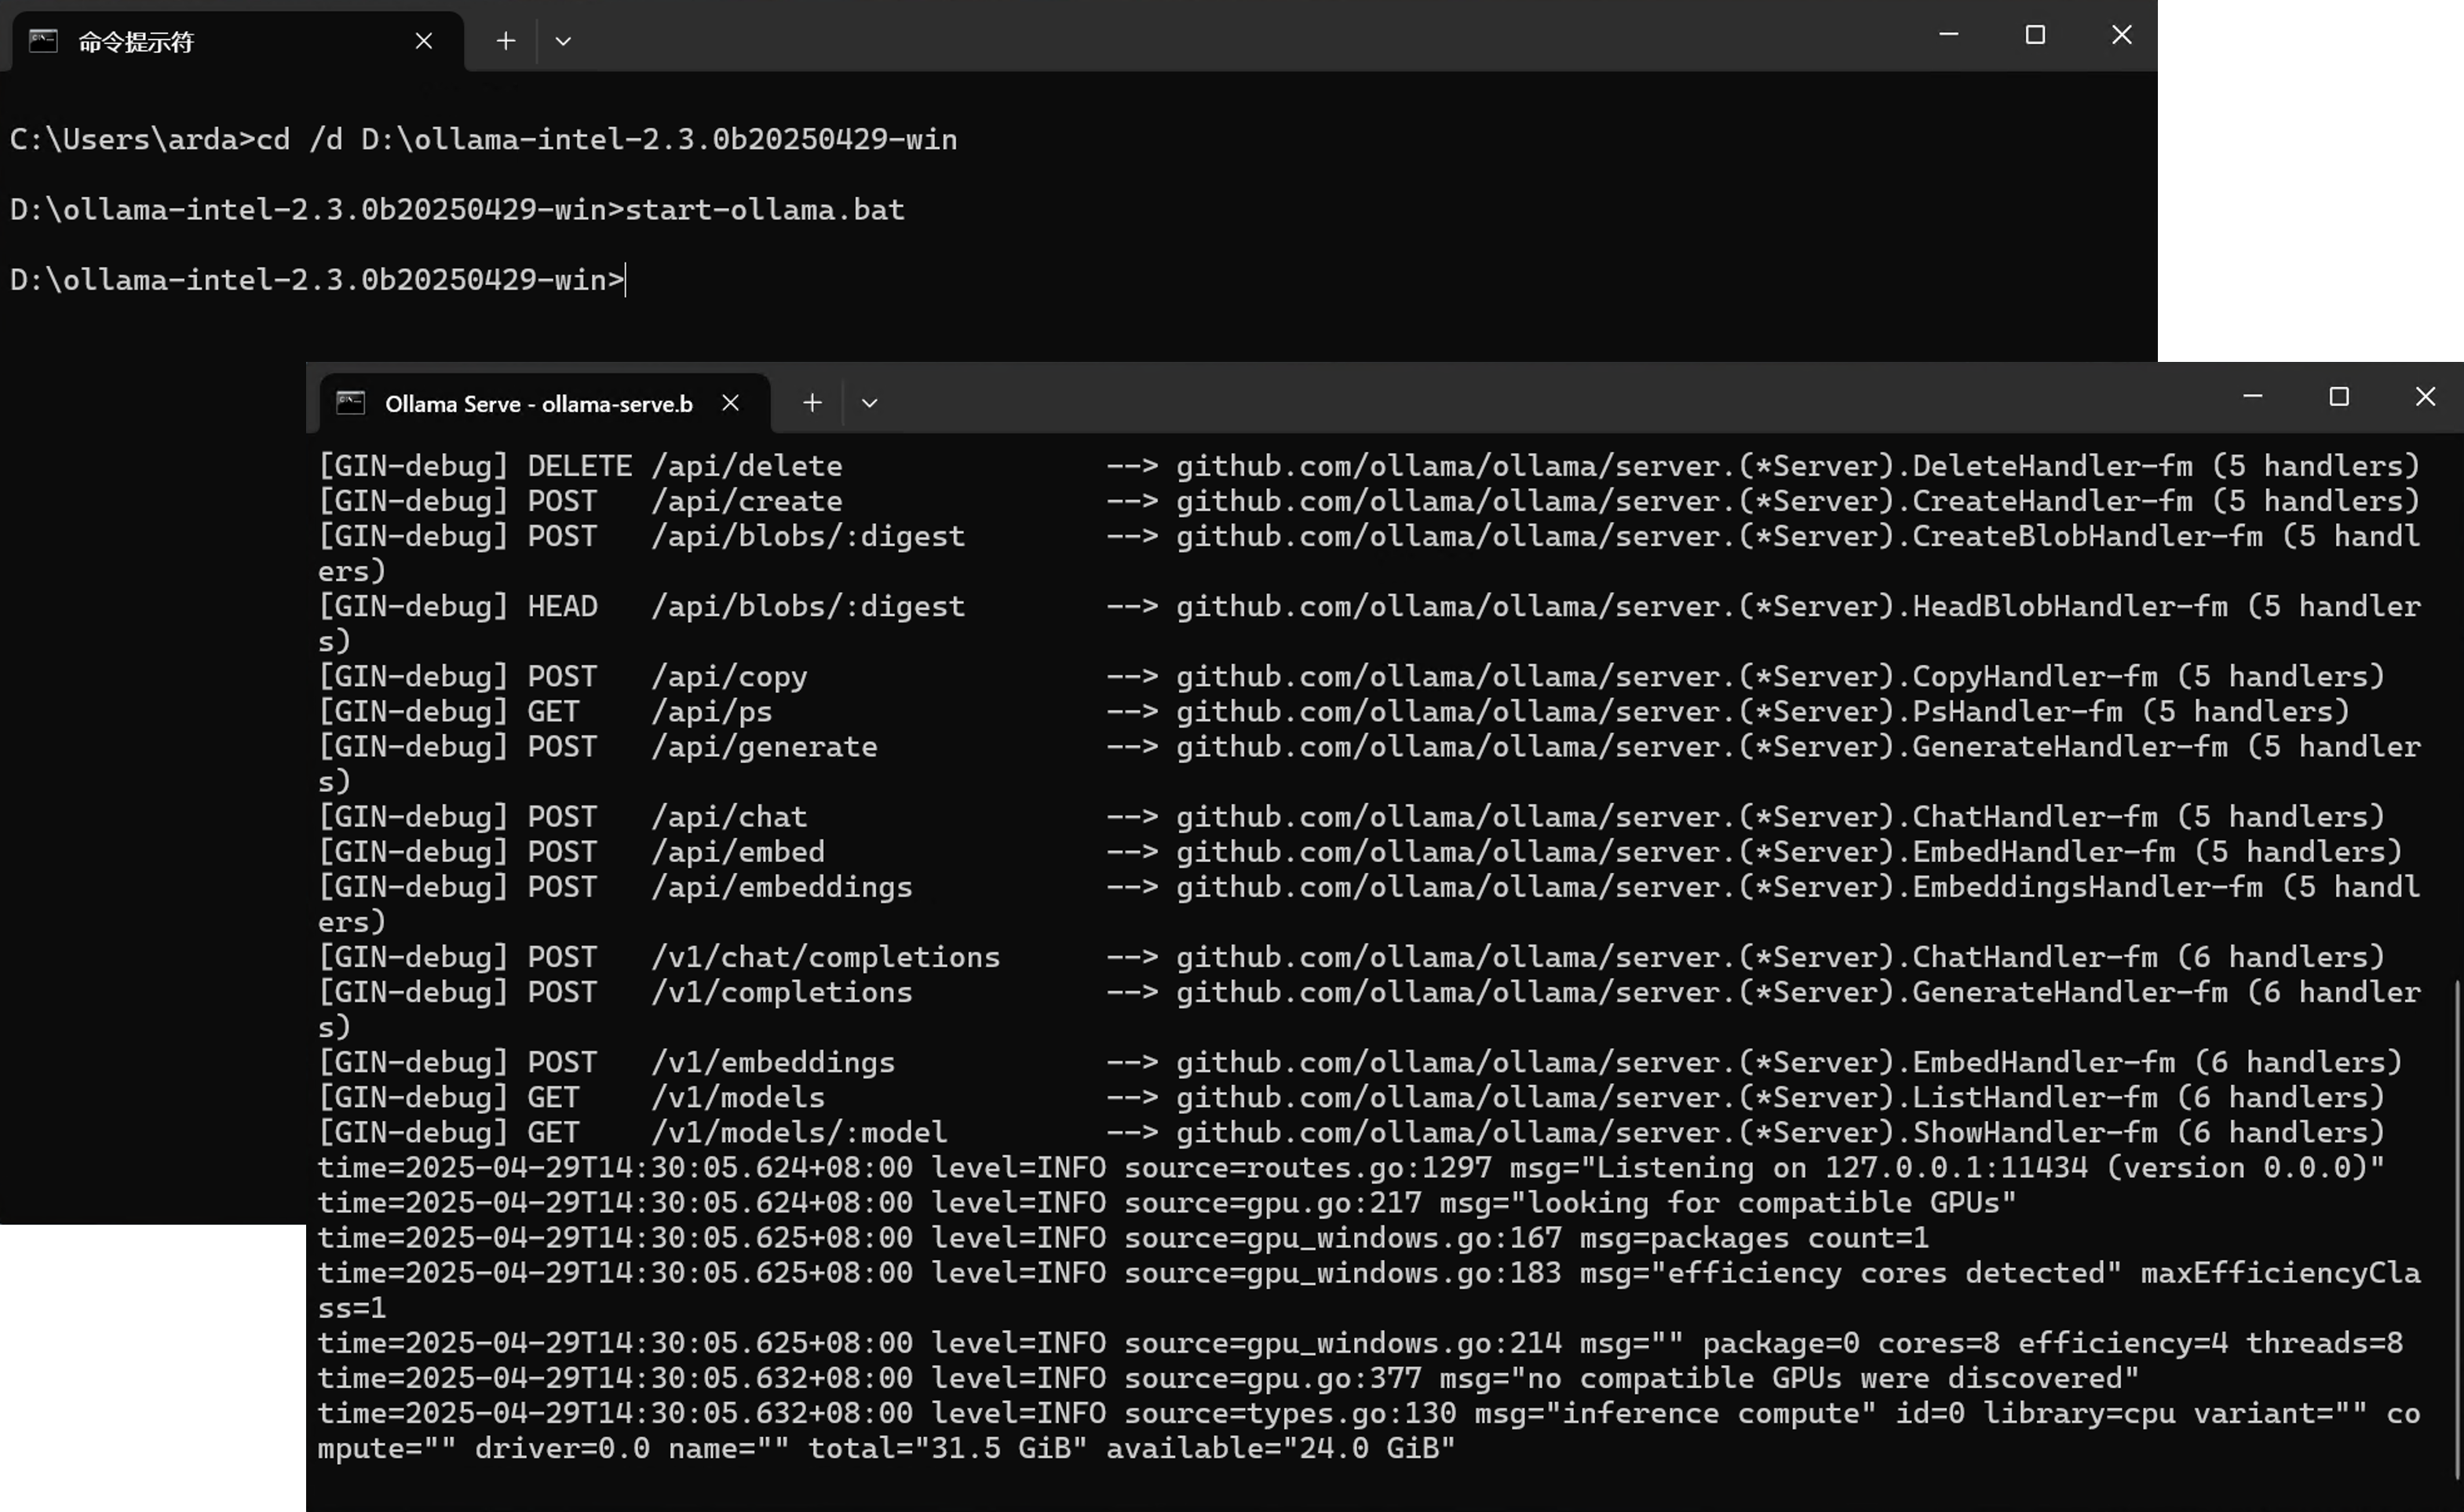 命令提示符
C:\Users\arda>cd /d D:\ollama-intel-2.3.0b20250429-win
D:\ollama-intel-2.3.0b20250429-win>start-ollama.bat
D:\ollama-intel-2.3.0b20250429-win>
Ollama Serve - ollama-serve.b
[GIN-debug] DELETE /api/delete               --> github.com/ollama/ollama/server.(*Server).DeleteHandler-fm (5 handlers)
[GIN-debug] POST   /api/create               --> github.com/ollama/ollama/server.(*Server).CreateHandler-fm (5 handlers)
[GIN-debug] POST   /api/blobs/:digest        --> github.com/ollama/ollama/server.(*Server).CreateBlobHandler-fm (5 handl
ers)
[GIN-debug] HEAD   /api/blobs/:digest        --> github.com/ollama/ollama/server.(*Server).HeadBlobHandler-fm (5 handler
s)
[GIN-debug] POST   /api/copy                 --> github.com/ollama/ollama/server.(*Server).CopyHandler-fm (5 handlers)
[GIN-debug] GET    /api/ps                   --> github.com/ollama/ollama/server.(*Server).PsHandler-fm (5 handlers)
[GIN-debug] POST   /api/generate             --> github.com/ollama/ollama/server.(*Server).GenerateHandler-fm (5 handler
s)
[GIN-debug] POST   /api/chat                 --> github.com/ollama/ollama/server.(*Server).ChatHandler-fm (5 handlers)
[GIN-debug] POST   /api/embed                --> github.com/ollama/ollama/server.(*Server).EmbedHandler-fm (5 handlers)
[GIN-debug] POST   /api/embeddings           --> github.com/ollama/ollama/server.(*Server).EmbeddingsHandler-fm (5 handl
ers)
[GIN-debug] POST   /v1/chat/completions      --> github.com/ollama/ollama/server.(*Server).ChatHandler-fm (6 handlers)
[GIN-debug] POST   /v1/completions           --> github.com/ollama/ollama/server.(*Server).GenerateHandler-fm (6 handler
s)
[GIN-debug] POST   /v1/embeddings            --> github.com/ollama/ollama/server.(*Server).EmbedHandler-fm (6 handlers)
[GIN-debug] GET    /v1/models                --> github.com/ollama/ollama/server.(*Server).ListHandler-fm (6 handlers)
[GIN-debug] GET    /v1/models/:model         --> github.com/ollama/ollama/server.(*Server).ShowHandler-fm (6 handlers)
time=2025-04-29T14:30:05.624+08:00 level=INFO source=routes.go:1297 msg="Listening on 127.0.0.1:11434 (version 0.0.0)"
time=2025-04-29T14:30:05.624+08:00 level=INFO source=gpu.go:217 msg="looking for compatible GPUs"
time=2025-04-29T14:30:05.625+08:00 level=INFO source=gpu_windows.go:167 msg=packages count=1
time=2025-04-29T14:30:05.625+08:00 level=INFO source=gpu_windows.go:183 msg="efficiency cores detected" maxEfficiencyCla
ss=1
time=2025-04-29T14:30:05.625+08:00 level=INFO source=gpu_windows.go:214 msg="" package=0 cores=8 efficiency=4 threads=8
time=2025-04-29T14:30:05.632+08:00 level=INFO source=gpu.go:377 msg="no compatible GPUs were discovered"
time=2025-04-29T14:30:05.632+08:00 level=INFO source=types.go:130 msg="inference compute" id=0 library=cpu variant="" co
mpute="" driver=0.0 name="" total="31.5 GiB" available="24.0 GiB"